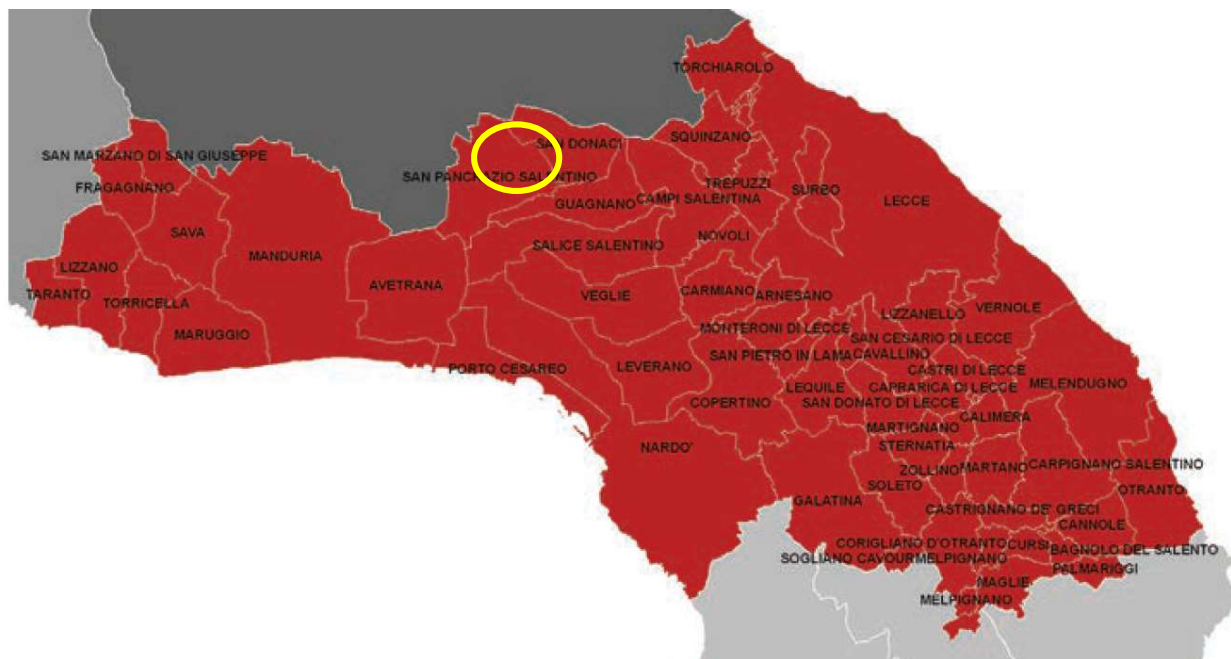 TORCHIAROLO
SQUINZANO
SAN DONACI
SAN MARZANO DI SAN GIUSEPPE
SAN PANCRAZIO SALENTINO
FRAGAGNANO
TREPUZZI
SURBO
CAMPI SALENTINA
GUAGNANO
LECCE
SAVA
NOVOLI
SALICE SALENTINO
MANDURIA
LIZZANO
AVETRANA
TARANTO
TORRICELLA
VEGLIE
CARMIANO
ARNESANO
VERNOLE
LIZZANELLO
MARUGGIO
MONTERONI DI LECCE
SAN CESARIO DI LECCE
SAN PIETRO IN LAMA
CAVALLINO
LEVERANO
PORTO CESAREO
CASTRI DI LECCE
MELENDUGNO
LEQUILE
CAPRARICA DI LECCE
COPERTINO
SAN DONATO DI LECCE
CALIMERA
MARTIGNANO
NARDO'
STERNATIA
ZOLLINO
MARTANO
CARPIGNANO SALENTINO
SOLETO
OTRANTO
GALATINA
CASTRIGNANO DE' GRECI
CANNOLE
CORIGLIANO D'OTRANTO
CURSI
BAGNOLO DEL SALENTO
SOGLIANO CAVOUR
MELPIGNANO
PALMARIGGI
MAGLIE
MELPIGNANO